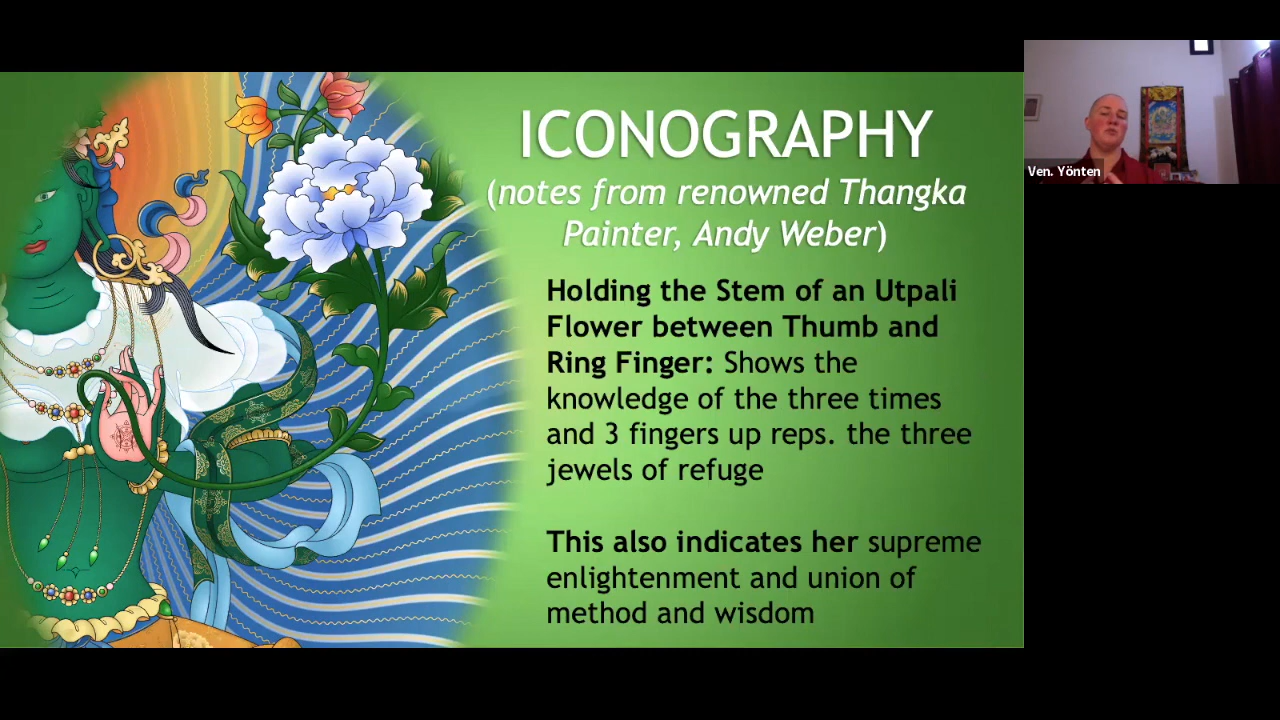 ICONOGRAPHY
(notes from renowned Thangka
Painter, Andy Weber)
Holding the Stem of an Utpali
Flower between Thumb and
Ring Finger: Shows the
knowledge of the three times
and 3 fingers up reps. the three
jewels of refuge
This also indicates her supreme
enlightenment and union of
method and wisdom
Ven. Yönten